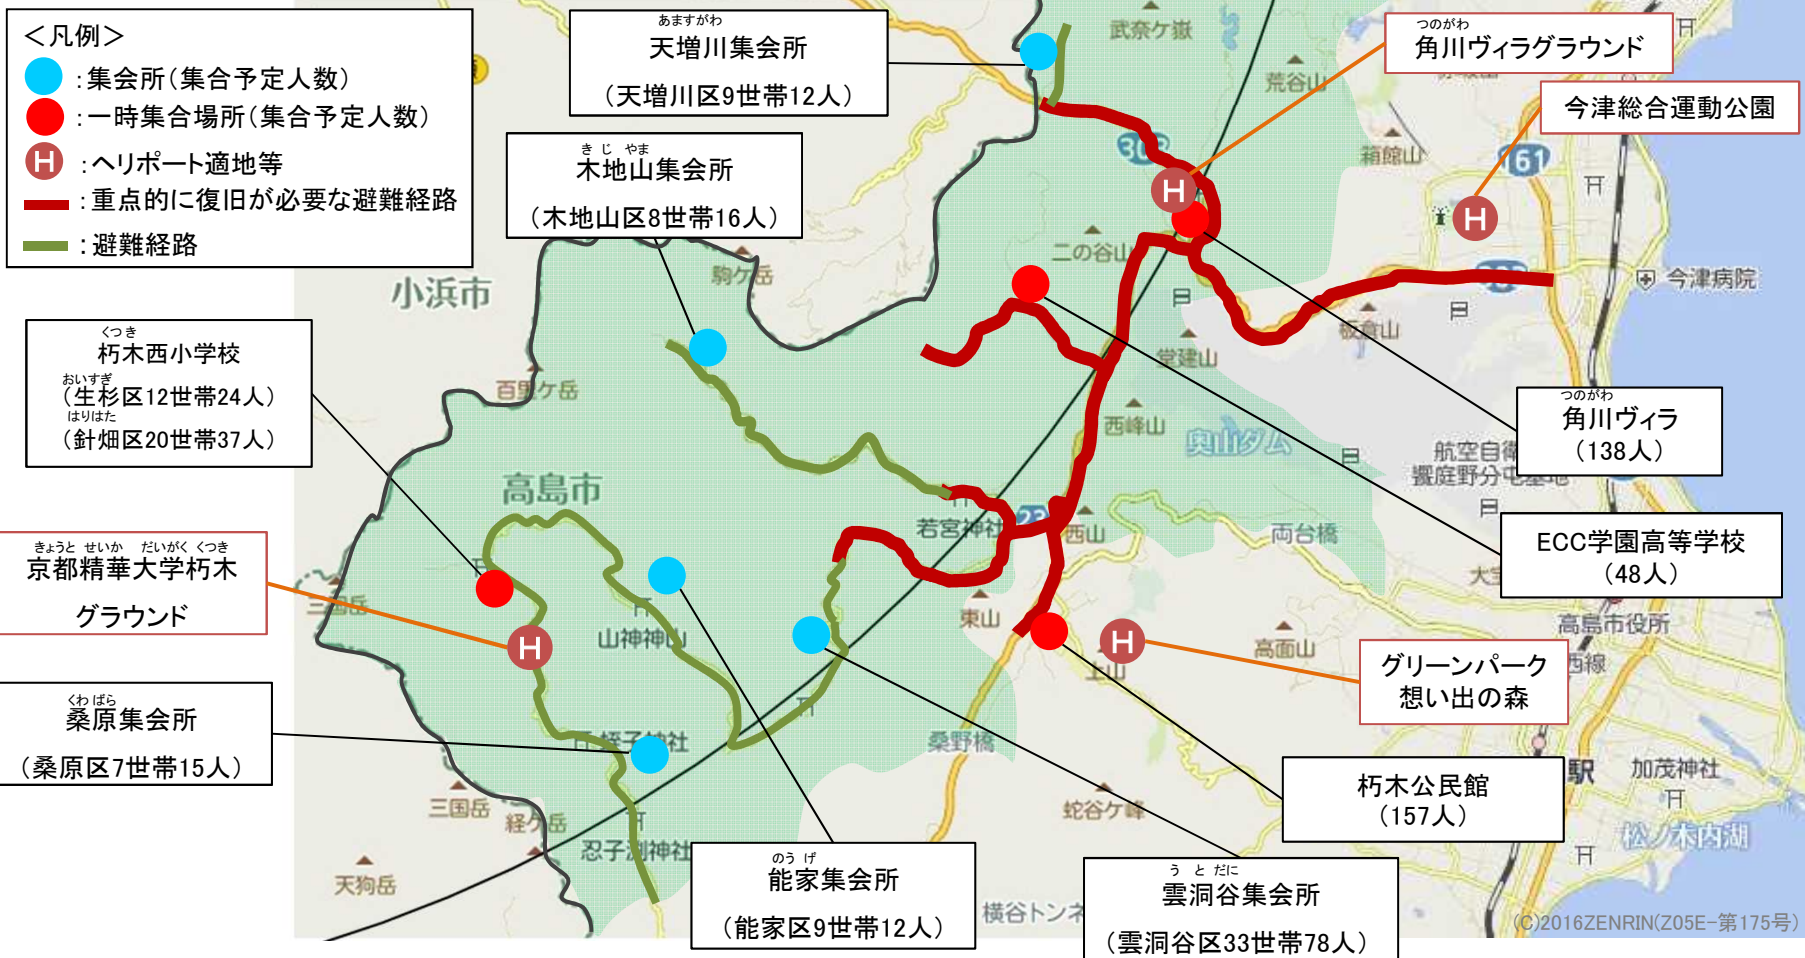 <凡例>
：集会所（集合予定人数）
：一時集合場所（集合予定人数）
H ：ヘリポート適地等
：重点的に復旧が必要な避難経路
：避難経路
あますがわ
天増川集会所
（天増川区9世帯12人）
きじやま
木地山集会所
（木地山区8世帯16人）
つのがわ
角川ヴィラグラウンド
今津総合運動公園
武奈ケ嶽
荒谷山
箱館山
161
303
H
H
二の谷山
駒ケ岳
小浜市
今津病院
板倉山
堂建山
くつき
朽木西小学校
おいすぎ
（生杉区12世帯24人）
はりはた
（針畑区20世帯37人）
百里ケ岳
西峰山
奥山ダム
つのがわ
角川ヴィラ
（138人）
航空自衛
饗庭野分屯基地
高島市
若宮神社
23
西山
両台橋
ECC学園高等学校
（48人）
きょうと せいか だいがく くつき
京都精華大学朽木
グラウンド
三国岳
山神神山
東山
H
H
上山
高面山
高島市役所
西線
グリーンパーク
想い出の森
くわばら
桑原集会所
（桑原区7世帯15人）
蛭子神社
桑野橋
朽木公民館
（157人）
駅
加茂神社
三国岳
経ケ岳
忍子渕神社
蛇谷ケ峰
松ノ木内湖
天狗岳
のうげ
能家集会所
（能家区9世帯12人）
横谷トンネ
うとだに
雲洞谷集会所
（雲洞谷区33世帯78人）
(C)2016ZENRIN(Z05E-第175号)